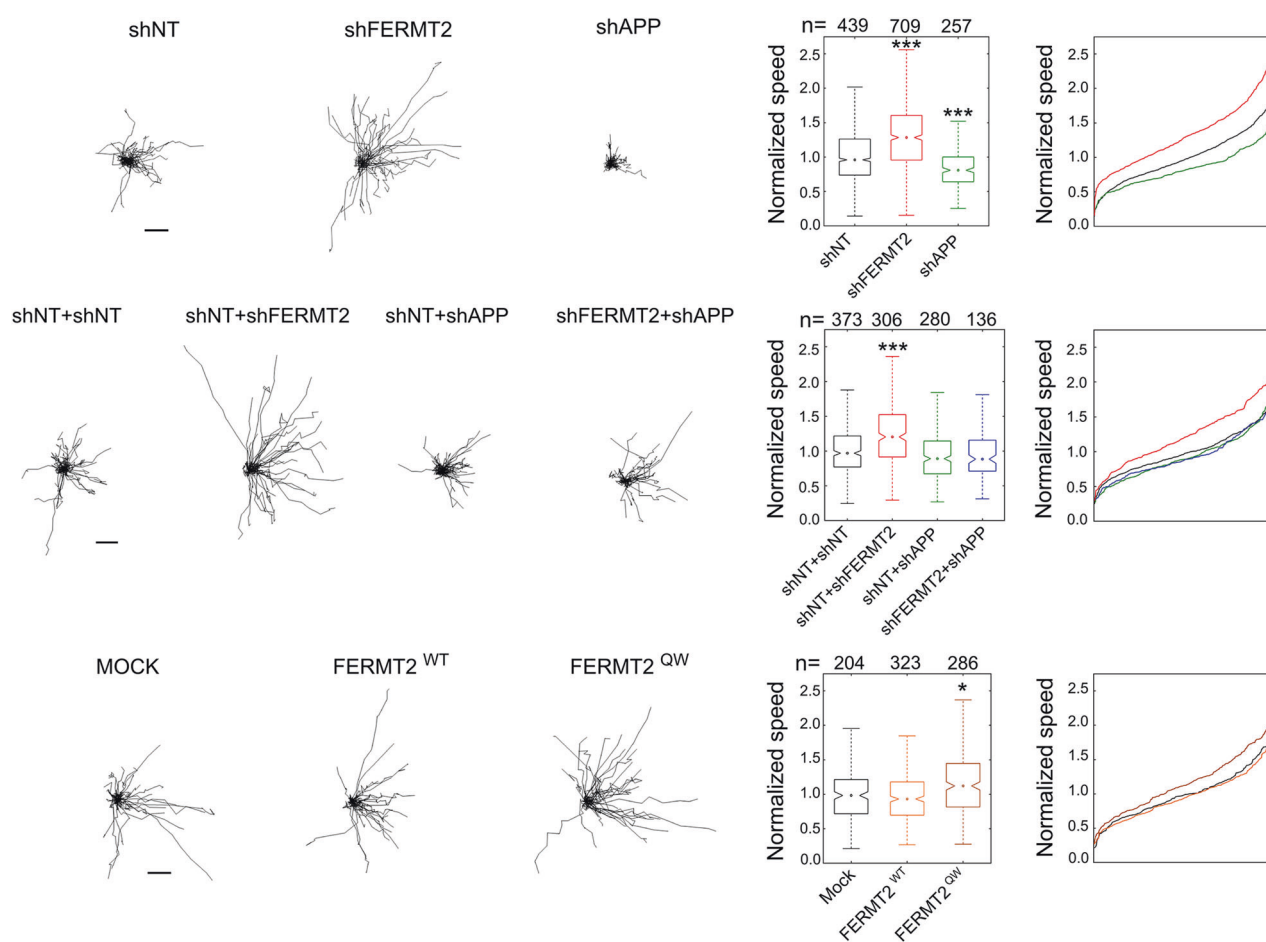 shNT shFERMT2 shAPP
n= 439 709 257
*** ***
Normalized speed
2.5
2.0
1.5
1.0
0.5
0.0
shNT
shFERMT2
shAPP
Normalized speed
2.5
2.0
1.5
1.0
0.5
0.0
shNT+shNT shNT+shFERMT2 shNT+shAPP shFERMT2+shAPP
n= 373 306 280 136
***
Normalized speed
2.5
2.0
1.5
1.0
0.5
0.0
shNT+shNT
shNT+shFERMT2
shNT+shAPP
shFERMT2+shAPP
Normalized speed
2.5
2.0
1.5
1.0
0.5
0.0
MOCK FERMT2 WT FERMT2 QW
n= 204 323 286
*
Normalized speed
2.5
2.0
1.5
1.0
0.5
0.0
Mock
FERMT2 WT
FERMT2 QW
Normalized speed
2.5
2.0
1.5
1.0
0.5
0.0